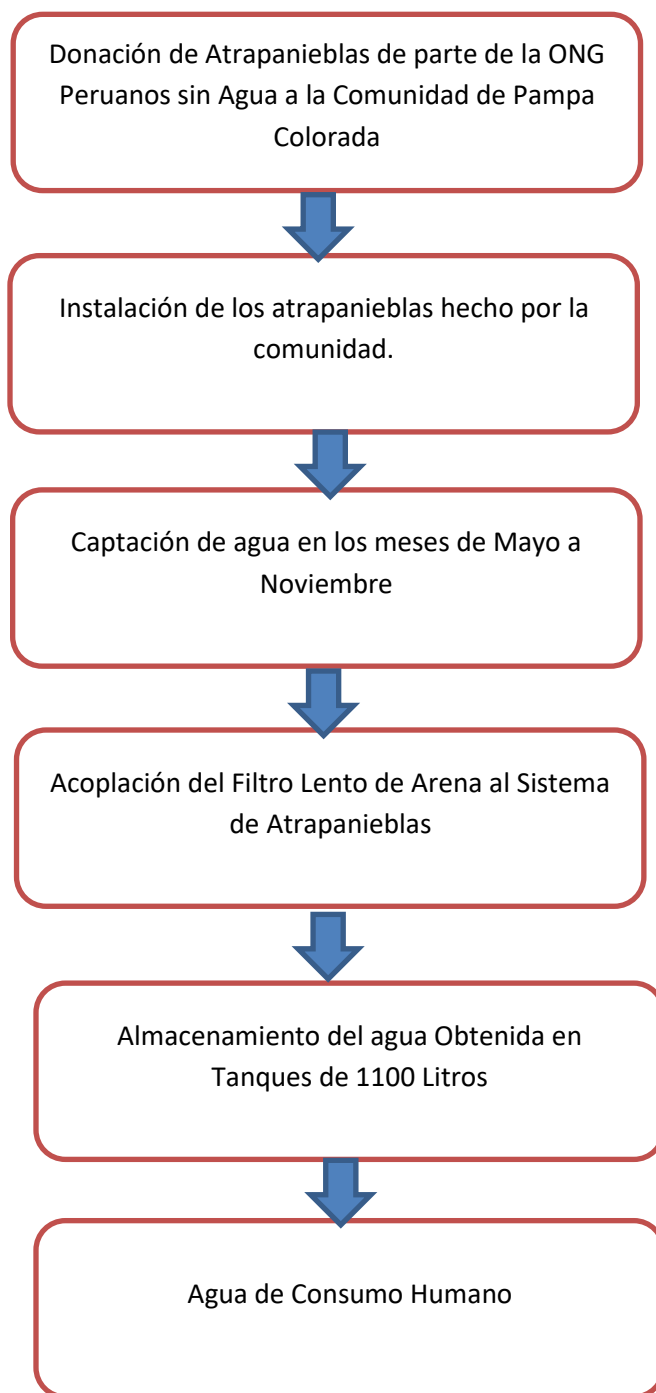 Donación de Atrapanieblas de parte de la ONG
Peruanos sin Agua a la Comunidad de Pampa
Colorada
Instalación de los atrapanieblas hecho por la
comunidad.
Captación de agua en los meses de Mayo a
Noviembre
Acoplación del Filtro Lento de Arena al Sistema
de Atrapanieblas
Almacenamiento del agua Obtenida en
Tanques de 1100 Litros
Agua de Consumo Humano